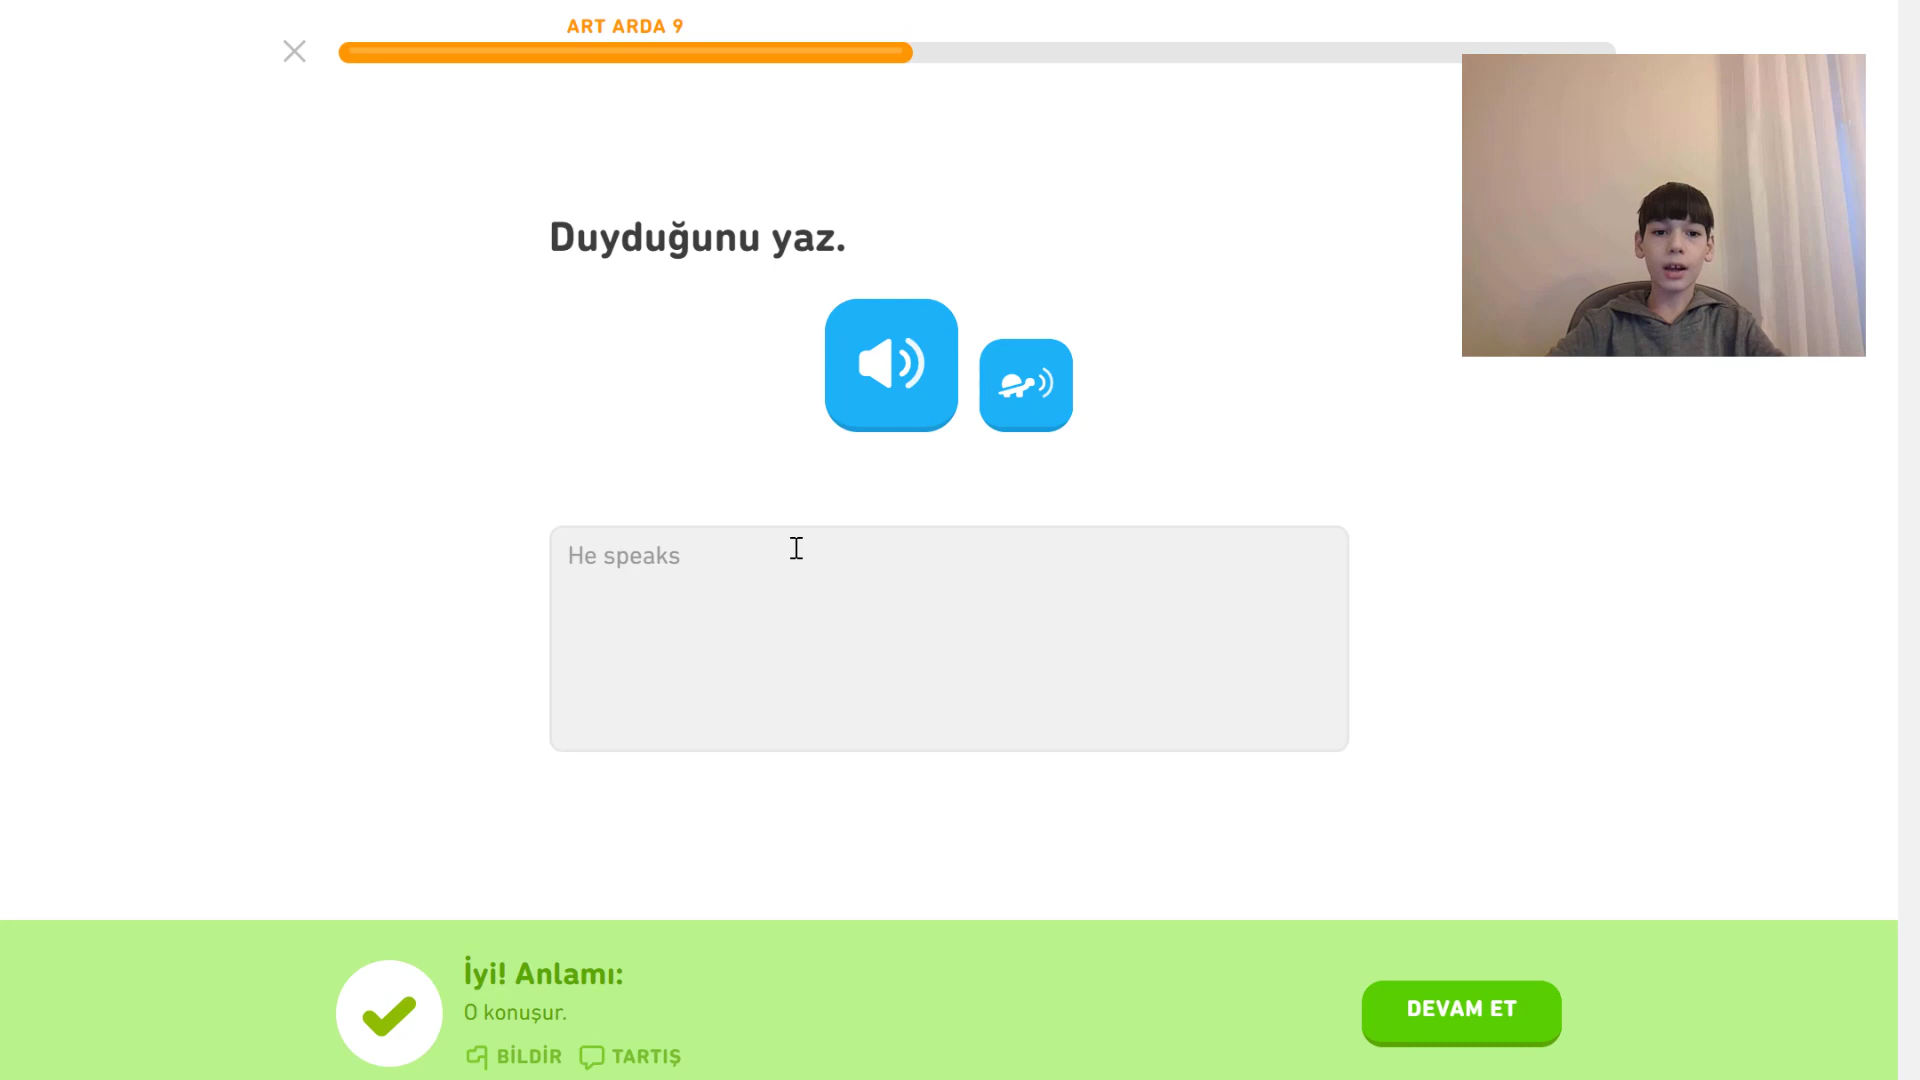 ART ARDA 9
Duyduğunu yaz.
He speaks
İyi! Anlamı:
O konuşur.
BİLDİR TARTIŞ
DEVAM ET